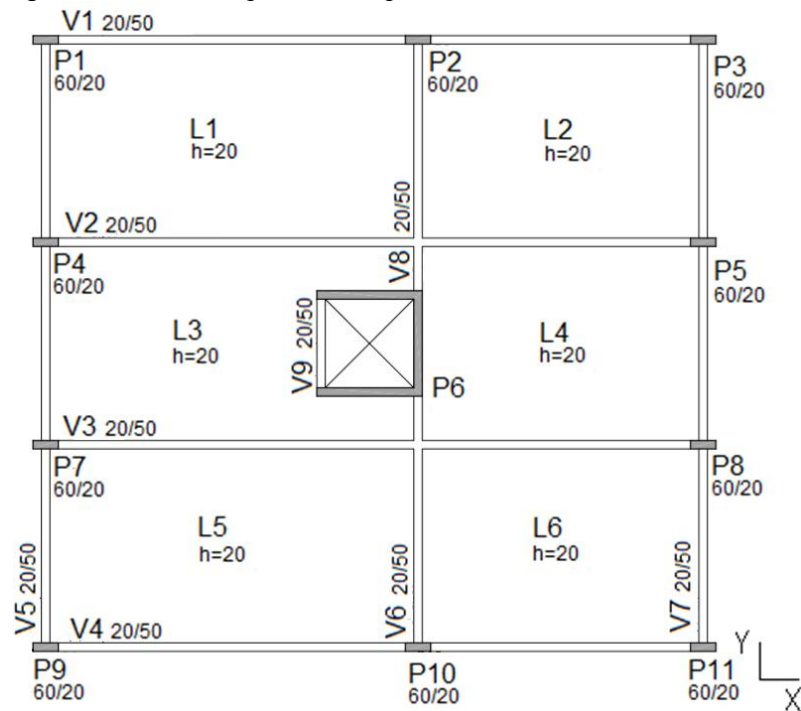 V1 20/50
P1
60/20
P2
60/20
P3
60/20
L1
h=20
L2
h=20
20/50
V8
V2 20/50
P4
60/20
P5
60/20
L3
h=20
20/50
V9
L4
h=20
P6
V3 20/50
P7
60/20
P8
60/20
L5
h=20
L6
h=20
V5 20/50
V4 20/50
V6 20/50
V7 20/50
P9
60/20
P10
60/20
P11
60/20
Y
X